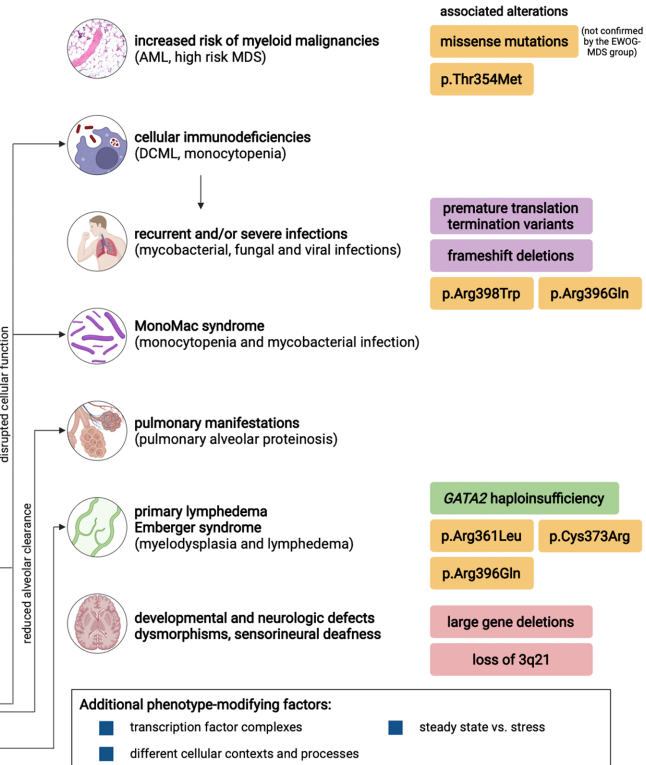 associated alterations
increased risk of myeloid malignancies
(AML, high risk MDS)
missense mutations
(not confirmed
by the EWOG-
MDS group)
p.Thr354Met
cellular immunodeficiencies
(DCML, monocytopenia)
recurrent and/or severe infections
(mycobacterial, fungal and viral infections)
premature translation
termination variants
frameshift deletions
p.Arg398Trp
p.Arg396Gln
MonoMac syndrome
(monocytopenia and mycobacterial infection)
disrupted cellular function
pulmonary manifestations
(pulmonary alveolar proteinosis)
reduced alveolar clearance
primary lymphedema
Emberger syndrome
(myelodysplasia and lymphedema)
GATA2 haploinsufficiency
p.Arg361Leu
p.Cys373Arg
p.Arg396Gln
developmental and neurologic defects
dysmorphisms, sensorineural deafness
large gene deletions
loss of 3q21
Additional phenotype-modifying factors:
transcription factor complexes
steady state vs. stress
different cellular contexts and processes